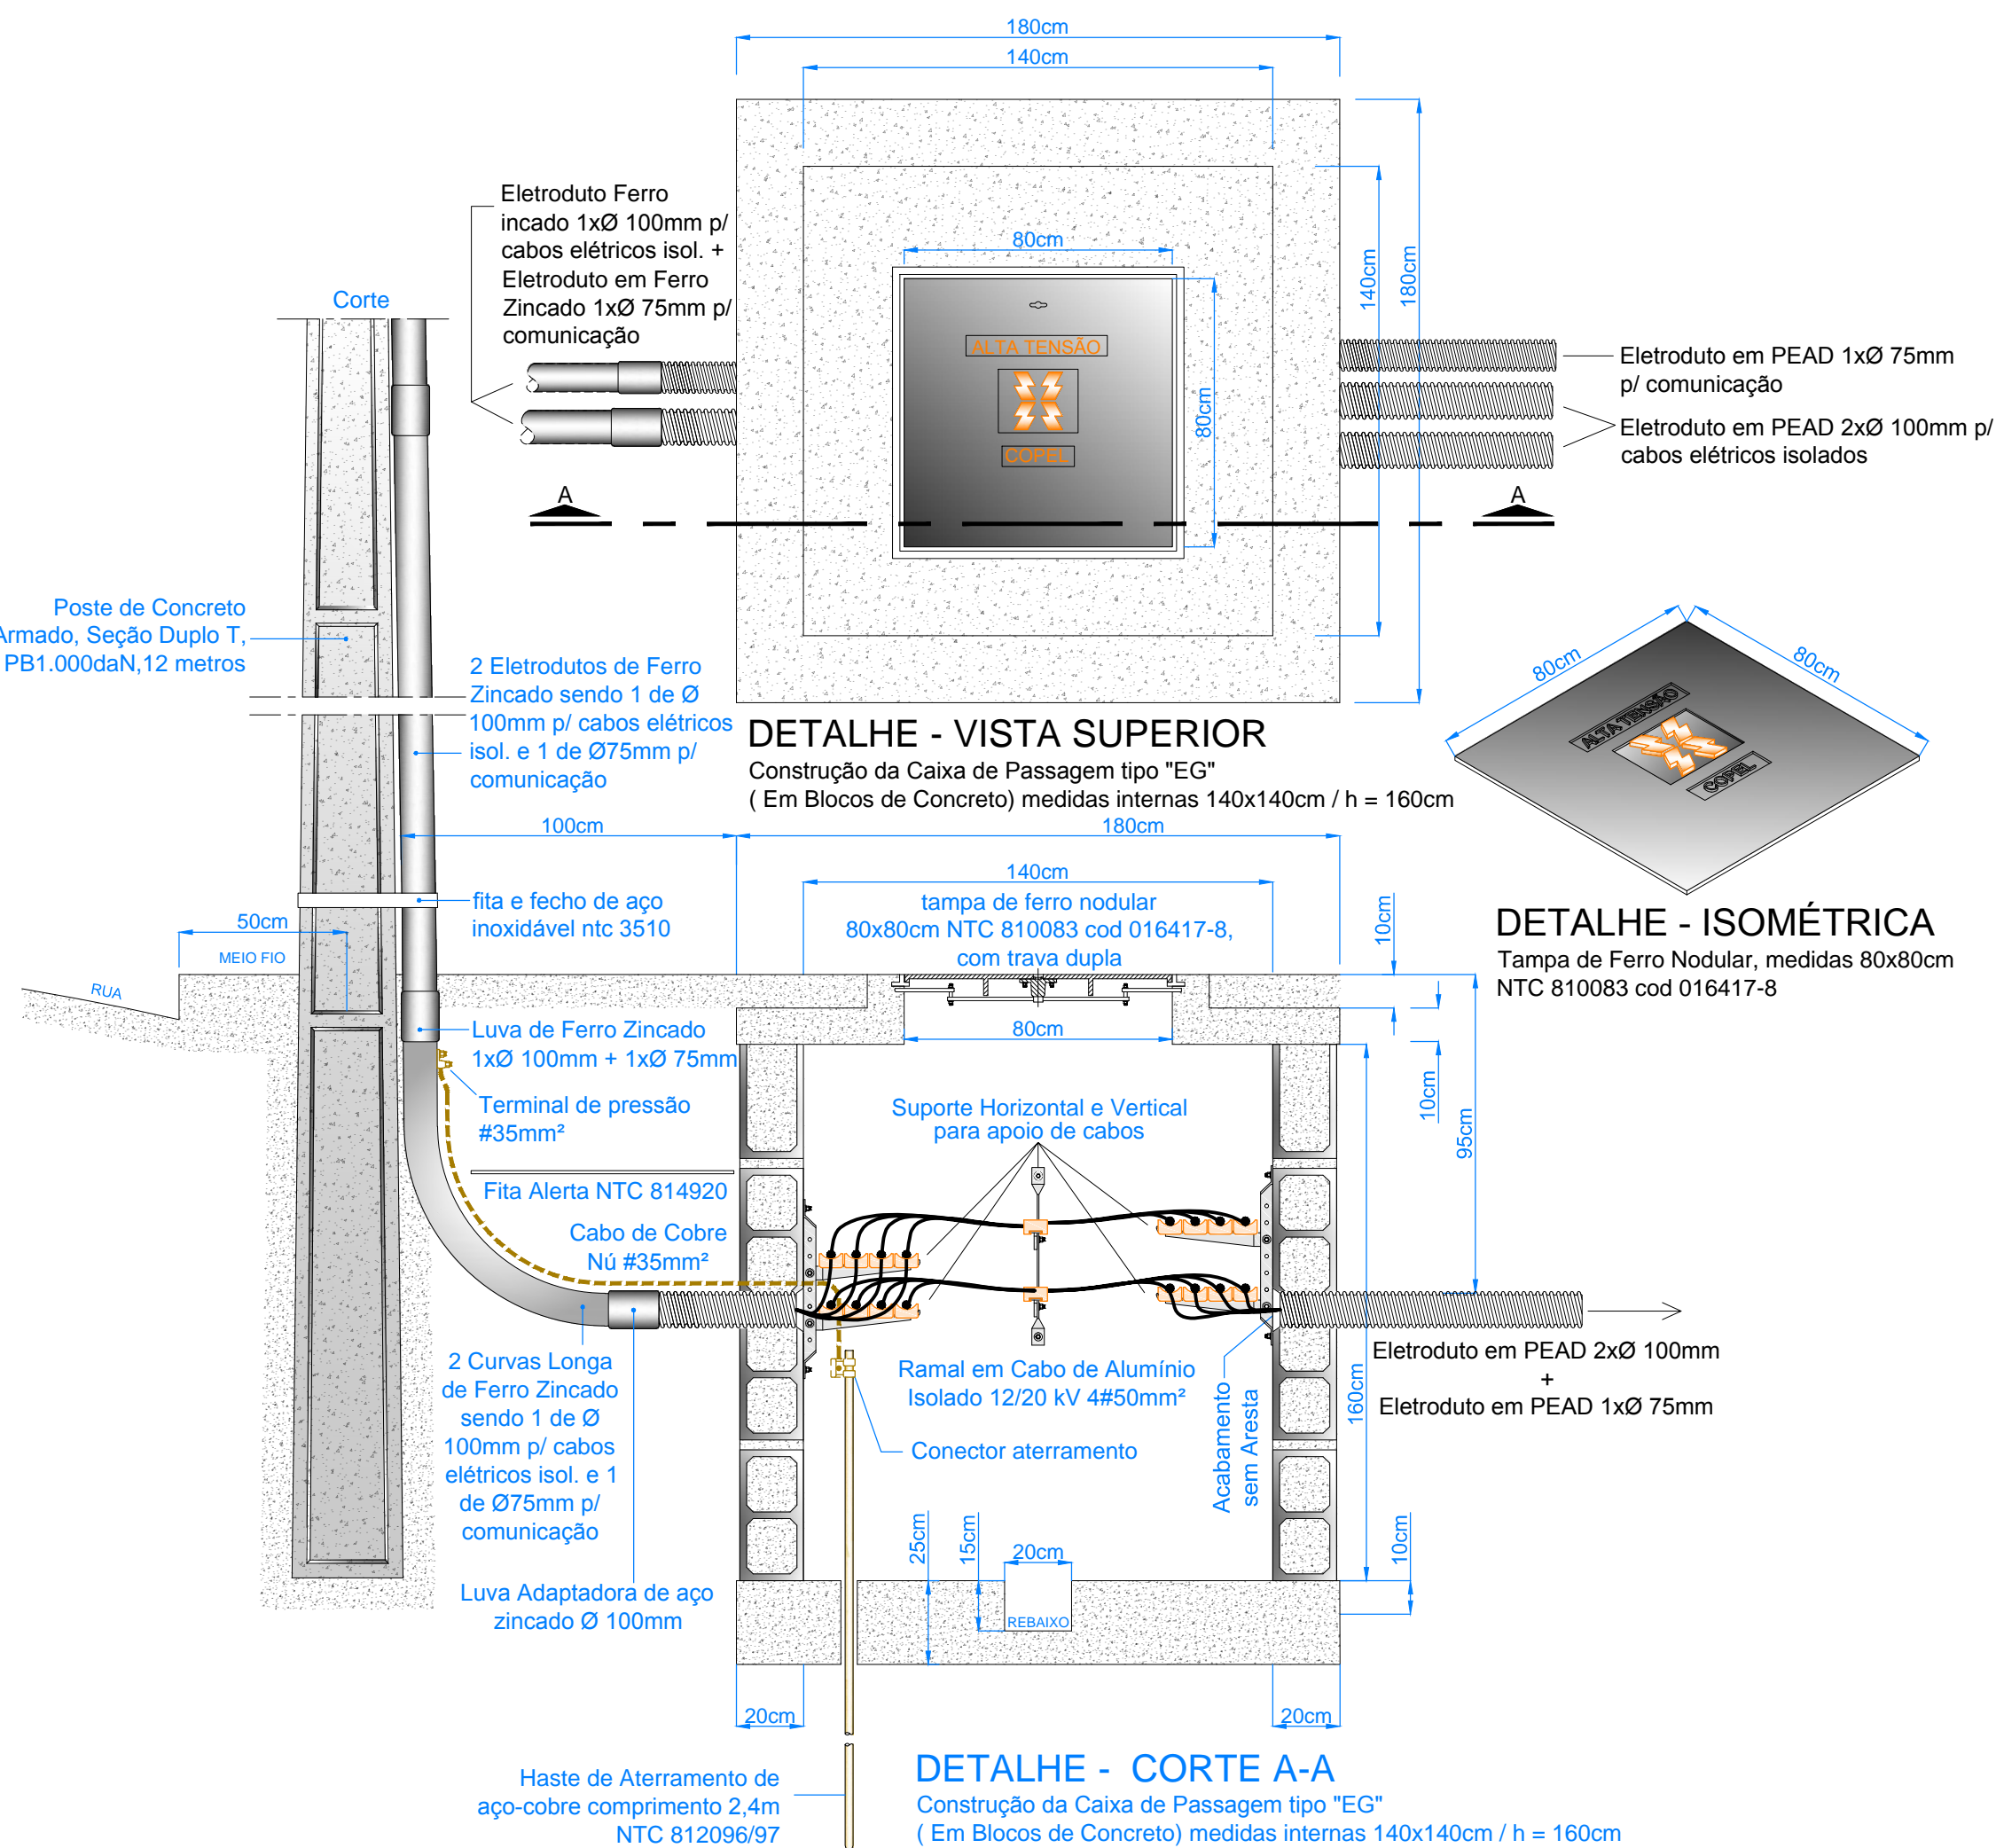 180cm
140cm
Eletroduto Ferro
incado 1xØ 100mm p/
cabos elétricos isol. +
Eletroduto em Ferro
Zincado 1xØ 75mm p/
comunicação
Corte
80cm
80cm
140cm
180cm
ALTA TENSÃO
COPEL
A
A
Eletroduto em PEAD 1xØ 75mm
p/ comunicação
Eletroduto em PEAD 2xØ 100mm p/
cabos elétricos isolados
Poste de Concreto
Armado, Seção Duplo T,
PB1.000daN,12 metros
2 Eletrodutos de Ferro
Zincado sendo 1 de Ø
100mm p/ cabos elétricos
isol. e 1 de Ø75mm p/
comunicação
DETALHE - VISTA SUPERIOR
Construção da Caixa de Passagem tipo "EG"
( Em Blocos de Concreto) medidas internas 140x140cm / h = 160cm
80cm
80cm
ALTA TENSÃO
COPEL
DETALHE - ISOMÉTRICA
Tampa de Ferro Nodular, medidas 80x80cm
NTC 810083 cod 016417-8
100cm
180cm
140cm
tampa de ferro nodular
80x80cm NTC 810083 cod 016417-8,
com trava dupla
10cm
fita e fecho de aço
inoxidável ntc 3510
50cm
MEIO FIO
RUA
Luva de Ferro Zincado
1xØ 100mm + 1xØ 75mm
80cm
Terminal de pressão
#35mm²
10cm
95cm
Suporte Horizontal e Vertical
para apoio de cabos
Fita Alerta NTC 814920
Cabo de Cobre
Nú #35mm²
2 Curvas Longa
de Ferro Zincado
sendo 1 de Ø
100mm p/ cabos
elétricos isol. e 1
de Ø75mm p/
comunicação
Ramal em Cabo de Alumínio
Isolado 12/20 kV 4#50mm²
Conector aterramento
Acabamento
sem Aresta
160cm
Eletroduto em PEAD 2xØ 100mm
+
Eletroduto em PEAD 1xØ 75mm
Luva Adaptadora de aço
zincado Ø 100mm
25cm
15cm
20cm
REBAIXO
10cm
20cm
20cm
Haste de Aterramento de
aço-cobre comprimento 2,4m
NTC 812096/97
DETALHE - CORTE A-A
Construção da Caixa de Passagem tipo "EG"
( Em Blocos de Concreto) medidas internas 140x140cm / h = 160cm